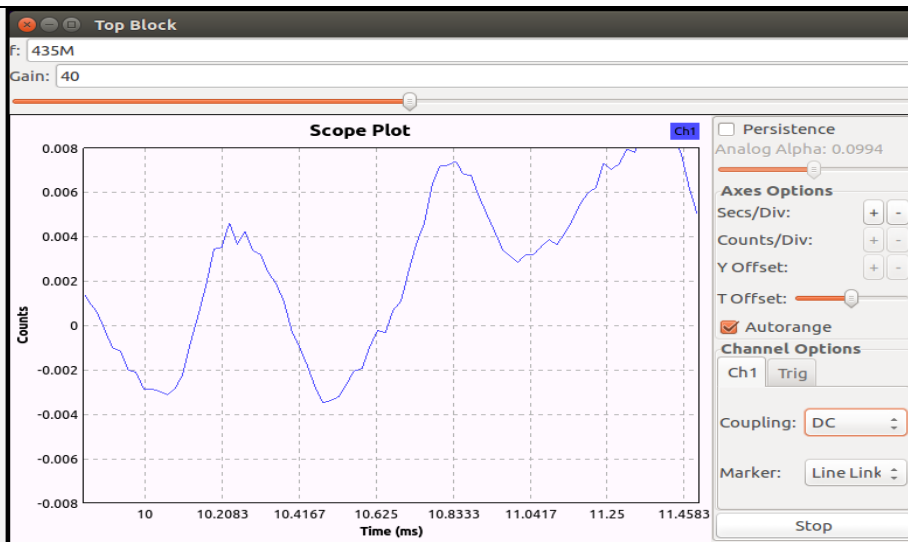 Top Block
f: 435M
Gain: 40
Scope Plot
Ch1
0.008
0.006
0.004
0.002
0
-0.002
-0.004
-0.006
-0.008
Counts
10 10.2083 10.4167 10.625 10.8333 11.0417 11.25 11.4583
Time (ms)
Persistence
Analog Alpha: 0.0994
Axes Options
Secs/Div: + -
Counts/Div: + -
Y Offset: + -
T Offset:
Autorange
Channel Options
Ch1 Trig
Coupling: DC
Marker: Line Link
Stop